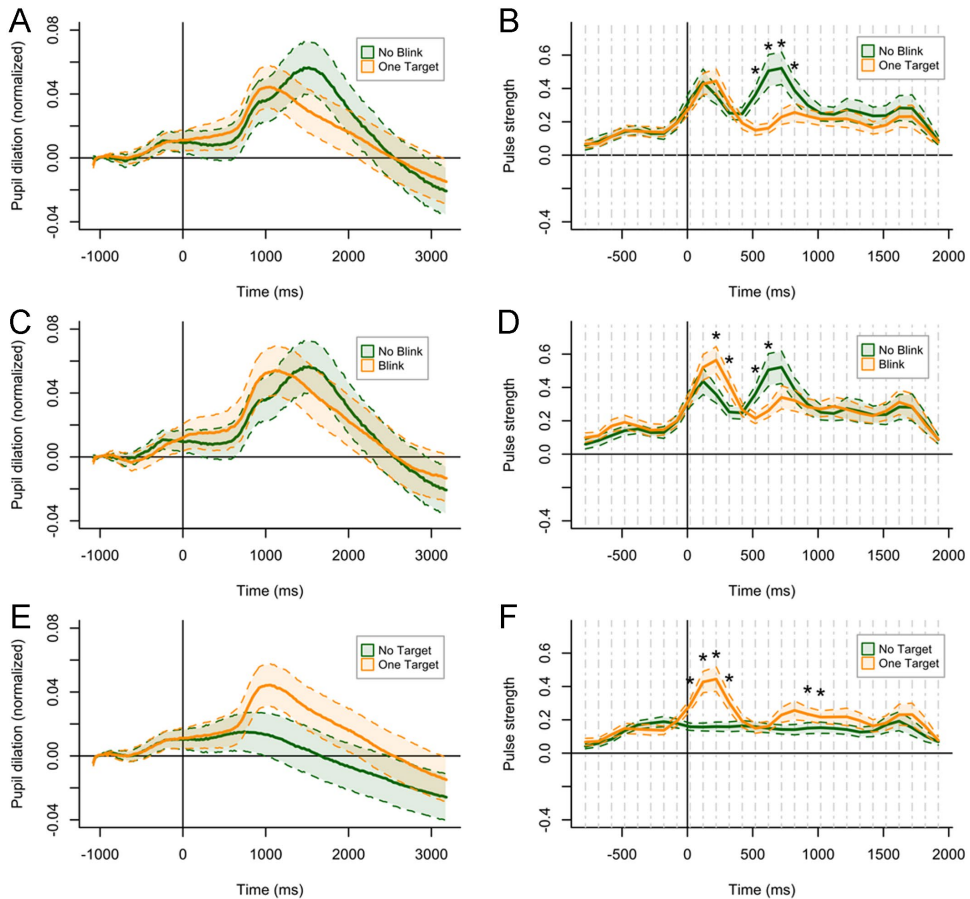 A
Pupil dilation (normalized)
0.08
0.04
0.00
-0.04
No Blink
One Target
-1000 0 1000 2000 3000
Time (ms)
B
Pulse strength
0.6
0.4
0.2
0.0
-0.4
* * * *
No Blink
One Target
-500 0 500 1000 1500 2000
Time (ms)
C
Pupil dilation (normalized)
0.08
0.04
0.00
-0.04
No Blink
Blink
-1000 0 1000 2000 3000
Time (ms)
D
Pulse strength
0.6
0.4
0.2
0.0
-0.4
* * * *
No Blink
Blink
-500 0 500 1000 1500 2000
Time (ms)
E
Pupil dilation (normalized)
0.08
0.04
0.00
-0.04
No Target
One Target
-1000 0 1000 2000 3000
Time (ms)
F
Pulse strength
0.6
0.4
0.2
0.0
-0.4
* * * * * *
No Target
One Target
-500 0 500 1000 1500 2000
Time (ms)